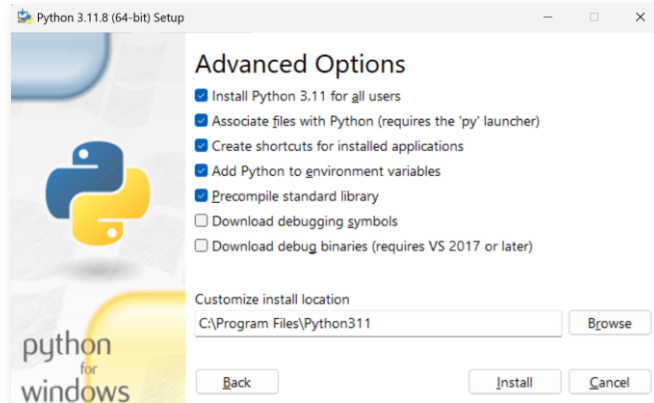 Python 3.11.8 (64-bit) Setup
Advanced Options
Install Python 3.11 for all users
Associate files with Python (requires the 'py' launcher)
Create shortcuts for installed applications
Add Python to environment variables
Precompile standard library
Download debugging symbols
Download debug binaries (requires VS 2017 or later)
Customize install location
C:\Program Files\Python311
Browse
python
for
windows
Back
Install
Cancel